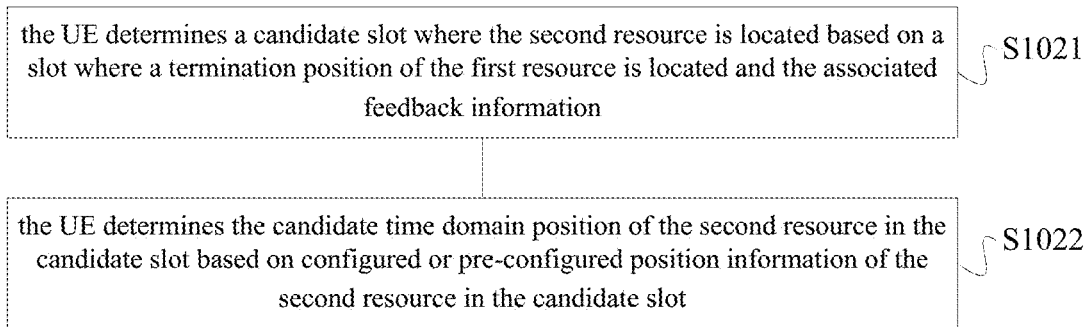 the UE determines a candidate slot where the second resource is located based on a
slot where a termination position of the first resource is located and the associated
feedback information
S1021
the UE determines the candidate time domain position of the second resource in the
candidate slot based on configured or pre-configured position information of the
second resource in the candidate slot
S1022